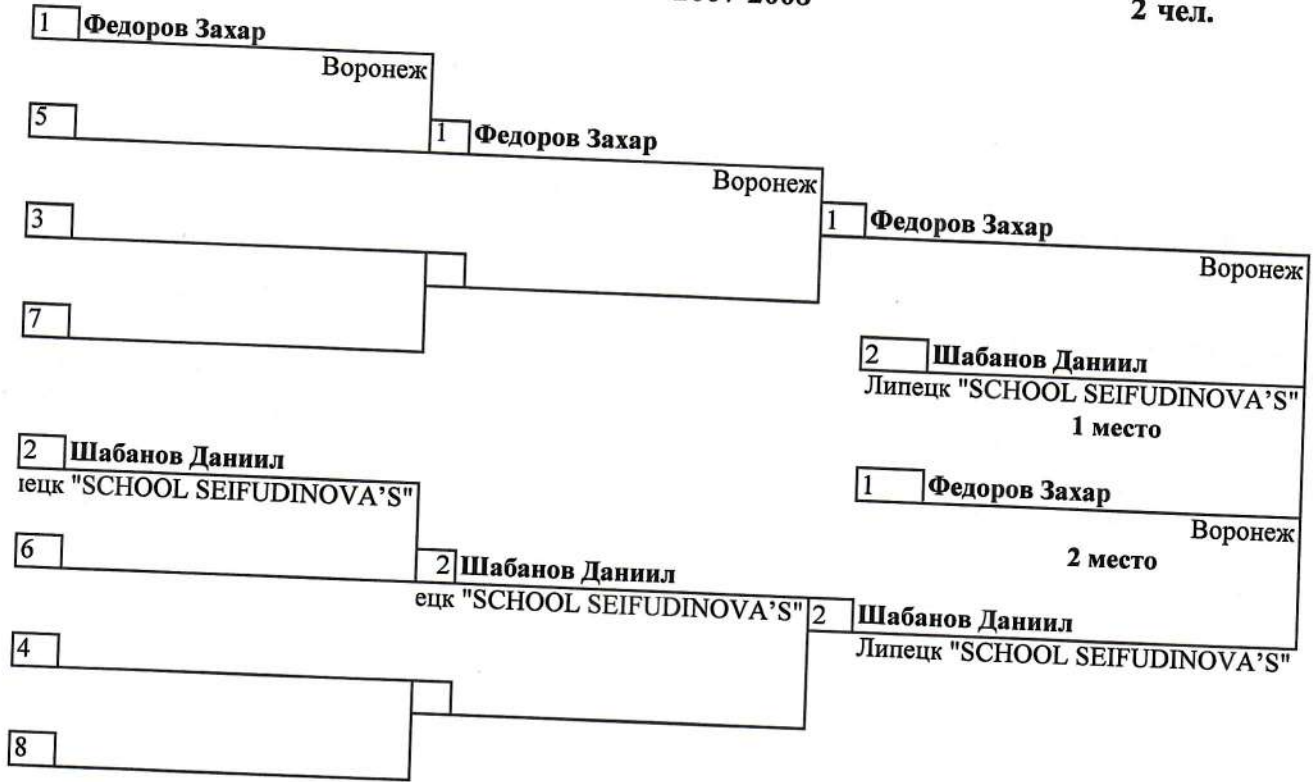 2 чел.
1 Федоров Захар
Воронеж
5
1 Федоров Захар
Воронеж
3
1 Федоров Захар
Воронеж
7
2 Шабанов Даниил
Липецк "SCHOOL SEIFUDINOVA'S"
1 место
2 Шабанов Даниил
"SCHOOL SEIFUDINOVA'S"
1 Федоров Захар
Воронеж
2 место
6
2 Шабанов Даниил
ецк "SCHOOL SEIFUDINOVA'S"
2 Шабанов Даниил
Липецк "SCHOOL SEIFUDINOVA'S"
4
8